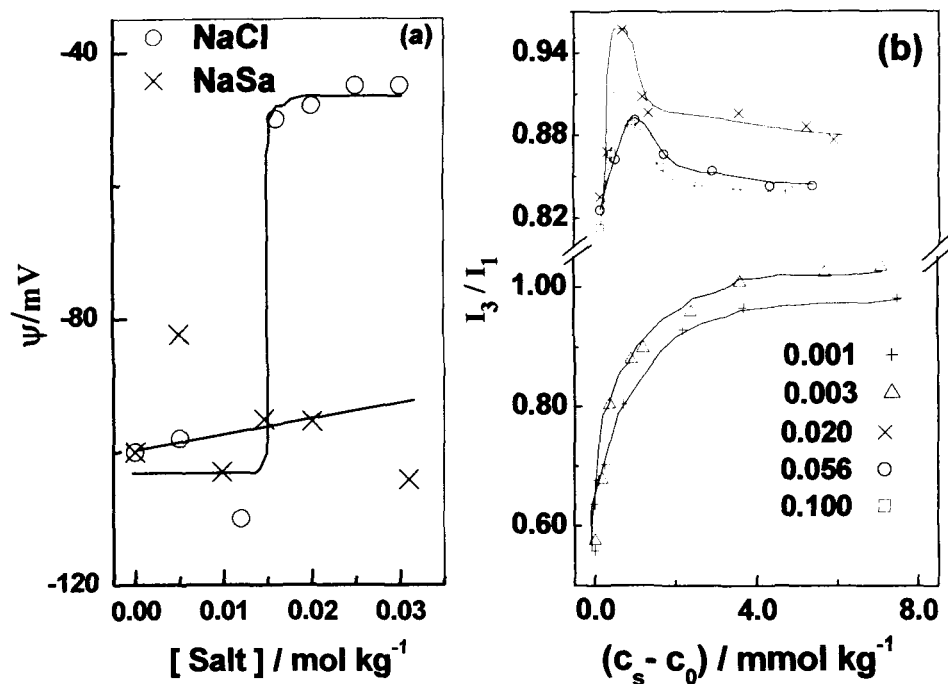 (a)
NaCl
NaSa
-40
-80
-120
ψ/mV
0.00 0.01 0.02 0.03
[ Salt ] / mol kg⁻¹
(b)
0.94
0.88
0.82
1.00
0.80
0.60
I₃ / I₁
0.001
0.003
0.020
0.056
0.100
0.0 4.0 8.0
(cₛ- c₀) / mmol kg⁻¹